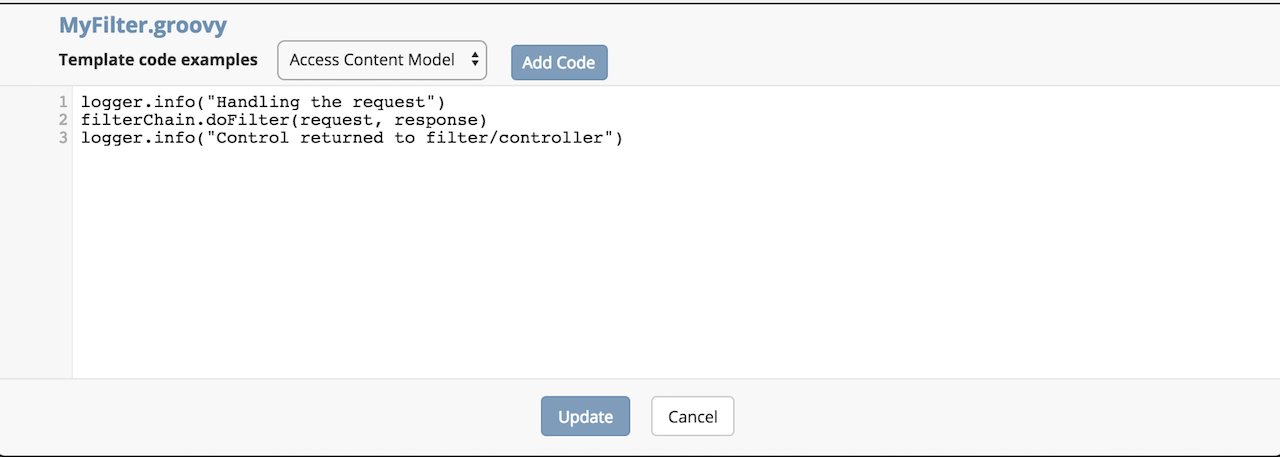 MyFilter.groovy
Template code examples Access Content Model Add Code
1 logger.info("Handling the request")
2 filterChain.doFilter(request, response)
3 logger.info("Control returned to filter/controller")
Update Cancel